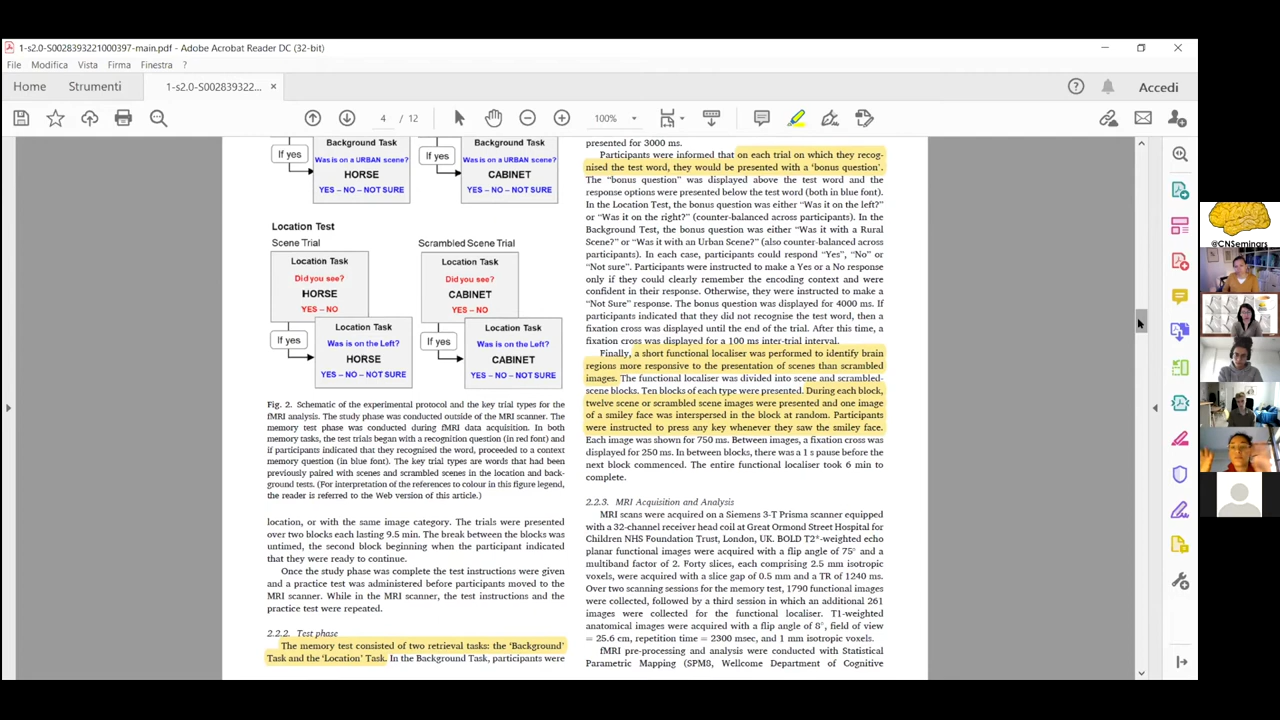 1-s2.0-S0028393221000397-main.pdf - Adobe Acrobat Reader DC (32-bit)
File Modifica Vista Firma Finestra ?
Home Strumenti 1-s2.0-S002839322... × Accedi
4 / 12 100%
Background Task
Was is on a URBAN scene?
HORSE
YES – NO – NOT SURE
If yes
Background Task
Was is on a URBAN scene?
CABINET
YES – NO – NOT SURE
If yes
Location Test
Scene Trial
Location Task
Did you see?
HORSE
YES – NO
If yes
Location Task
Was is on the Left?
HORSE
YES – NO – NOT SURE
Scrambled Scene Trial
Location Task
Did you see?
CABINET
YES – NO
If yes
Location Task
Was is on the Left?
CABINET
YES – NO – NOT SURE
Fig. 2. Schematic of the experimental protocol and the key trial types for the
fMRI analysis. The study phase was conducted outside of the MRI scanner. The
memory test phase was conducted during fMRI data acquisition. In both
memory tasks, the test trials began with a recognition question (in red font) and
if participants indicated that they recognised the word, proceeded to a context
memory question (in blue font). The key trial types are words that had been
previously paired with scenes and scrambled scenes in the location and back-
ground tests. (For interpretation of the references to colour in this figure legend,
the reader is referred to the Web version of this article.)
location, or with the same image category. The trials were presented
over two blocks each lasting 9.5 min. The break between the blocks was
untimed, the second block beginning when the participant indicated
that they were ready to continue.
Once the study phase was complete the test instructions were given
and a practice test was administered before participants moved to the
MRI scanner. While in the MRI scanner, the test instructions and the
practice test were repeated.
2.2.2. Test phase
The memory test consisted of two retrieval tasks: the ‘Background’
Task and the ‘Location’ Task. In the Background Task, participants were
presented for 3000 ms.
Participants were informed that on each trial on which they recog-
nised the test word, they would be presented with a ‘bonus question’.
The “bonus question” was displayed above the test word and the
response options were presented below the test word (both in blue font).
In the Location Test, the bonus question was either “Was it on the left?”
or “Was it on the right?” (counter-balanced across participants). In the
Background Test, the bonus question was either “Was it with a Rural
Scene?” or “Was it with an Urban Scene?” (also counter-balanced across
participants). In each case, participants could respond “Yes”, “No” or
“Not sure”. Participants were instructed to make a Yes or a No response
only if they could clearly remember the encoding context and were
confident in their response. Otherwise, they were instructed to make a
“Not Sure” response. The bonus question was displayed for 4000 ms. If
participants indicated that they did not recognise the test word, then a
fixation cross was displayed until the end of the trial. After this time, a
fixation cross was displayed for a 100 ms inter-trial interval.
Finally, a short functional localiser was performed to identify brain
regions more responsive to the presentation of scenes than scrambled
images. The functional localiser was divided into scene and scrambled-
scene blocks. Ten blocks of each type were presented. During each block,
twelve scene or scrambled scene images were presented and one image
of a smiley face was interspersed in the block at random. Participants
were instructed to press any key whenever they saw the smiley face.
Each image was shown for 750 ms. Between images, a fixation cross was
displayed for 250 ms. In between blocks, there was a 1 s pause before the
next block commenced. The entire functional localiser took 6 min to
complete.
2.2.3. MRI Acquisition and Analysis
MRI scans were acquired on a Siemens 3-T Prisma scanner equipped
with a 32-channel receiver head coil at Great Ormond Street Hospital for
Children NHS Foundation Trust, London, UK. BOLD T2*-weighted echo
planar functional images were acquired with a flip angle of 75° and a
multiband factor of 2. Forty slices, each comprising 2.5 mm isotropic
voxels, were acquired with a slice gap of 0.5 mm and a TR of 1240 ms.
Over two scanning sessions for the memory test, 1790 functional images
were collected, followed by a third session in which an additional 261
images were collected for the functional localiser. T1-weighted
anatomical images were acquired with a flip angle of 8°, field of view
= 25.6 cm, repetition time = 2300 msec, and 1 mm isotropic voxels.
fMRI pre-processing and analysis were conducted with Statistical
Parametric Mapping (SPM8, Wellcome Department of Cognitive
@CNSeminars